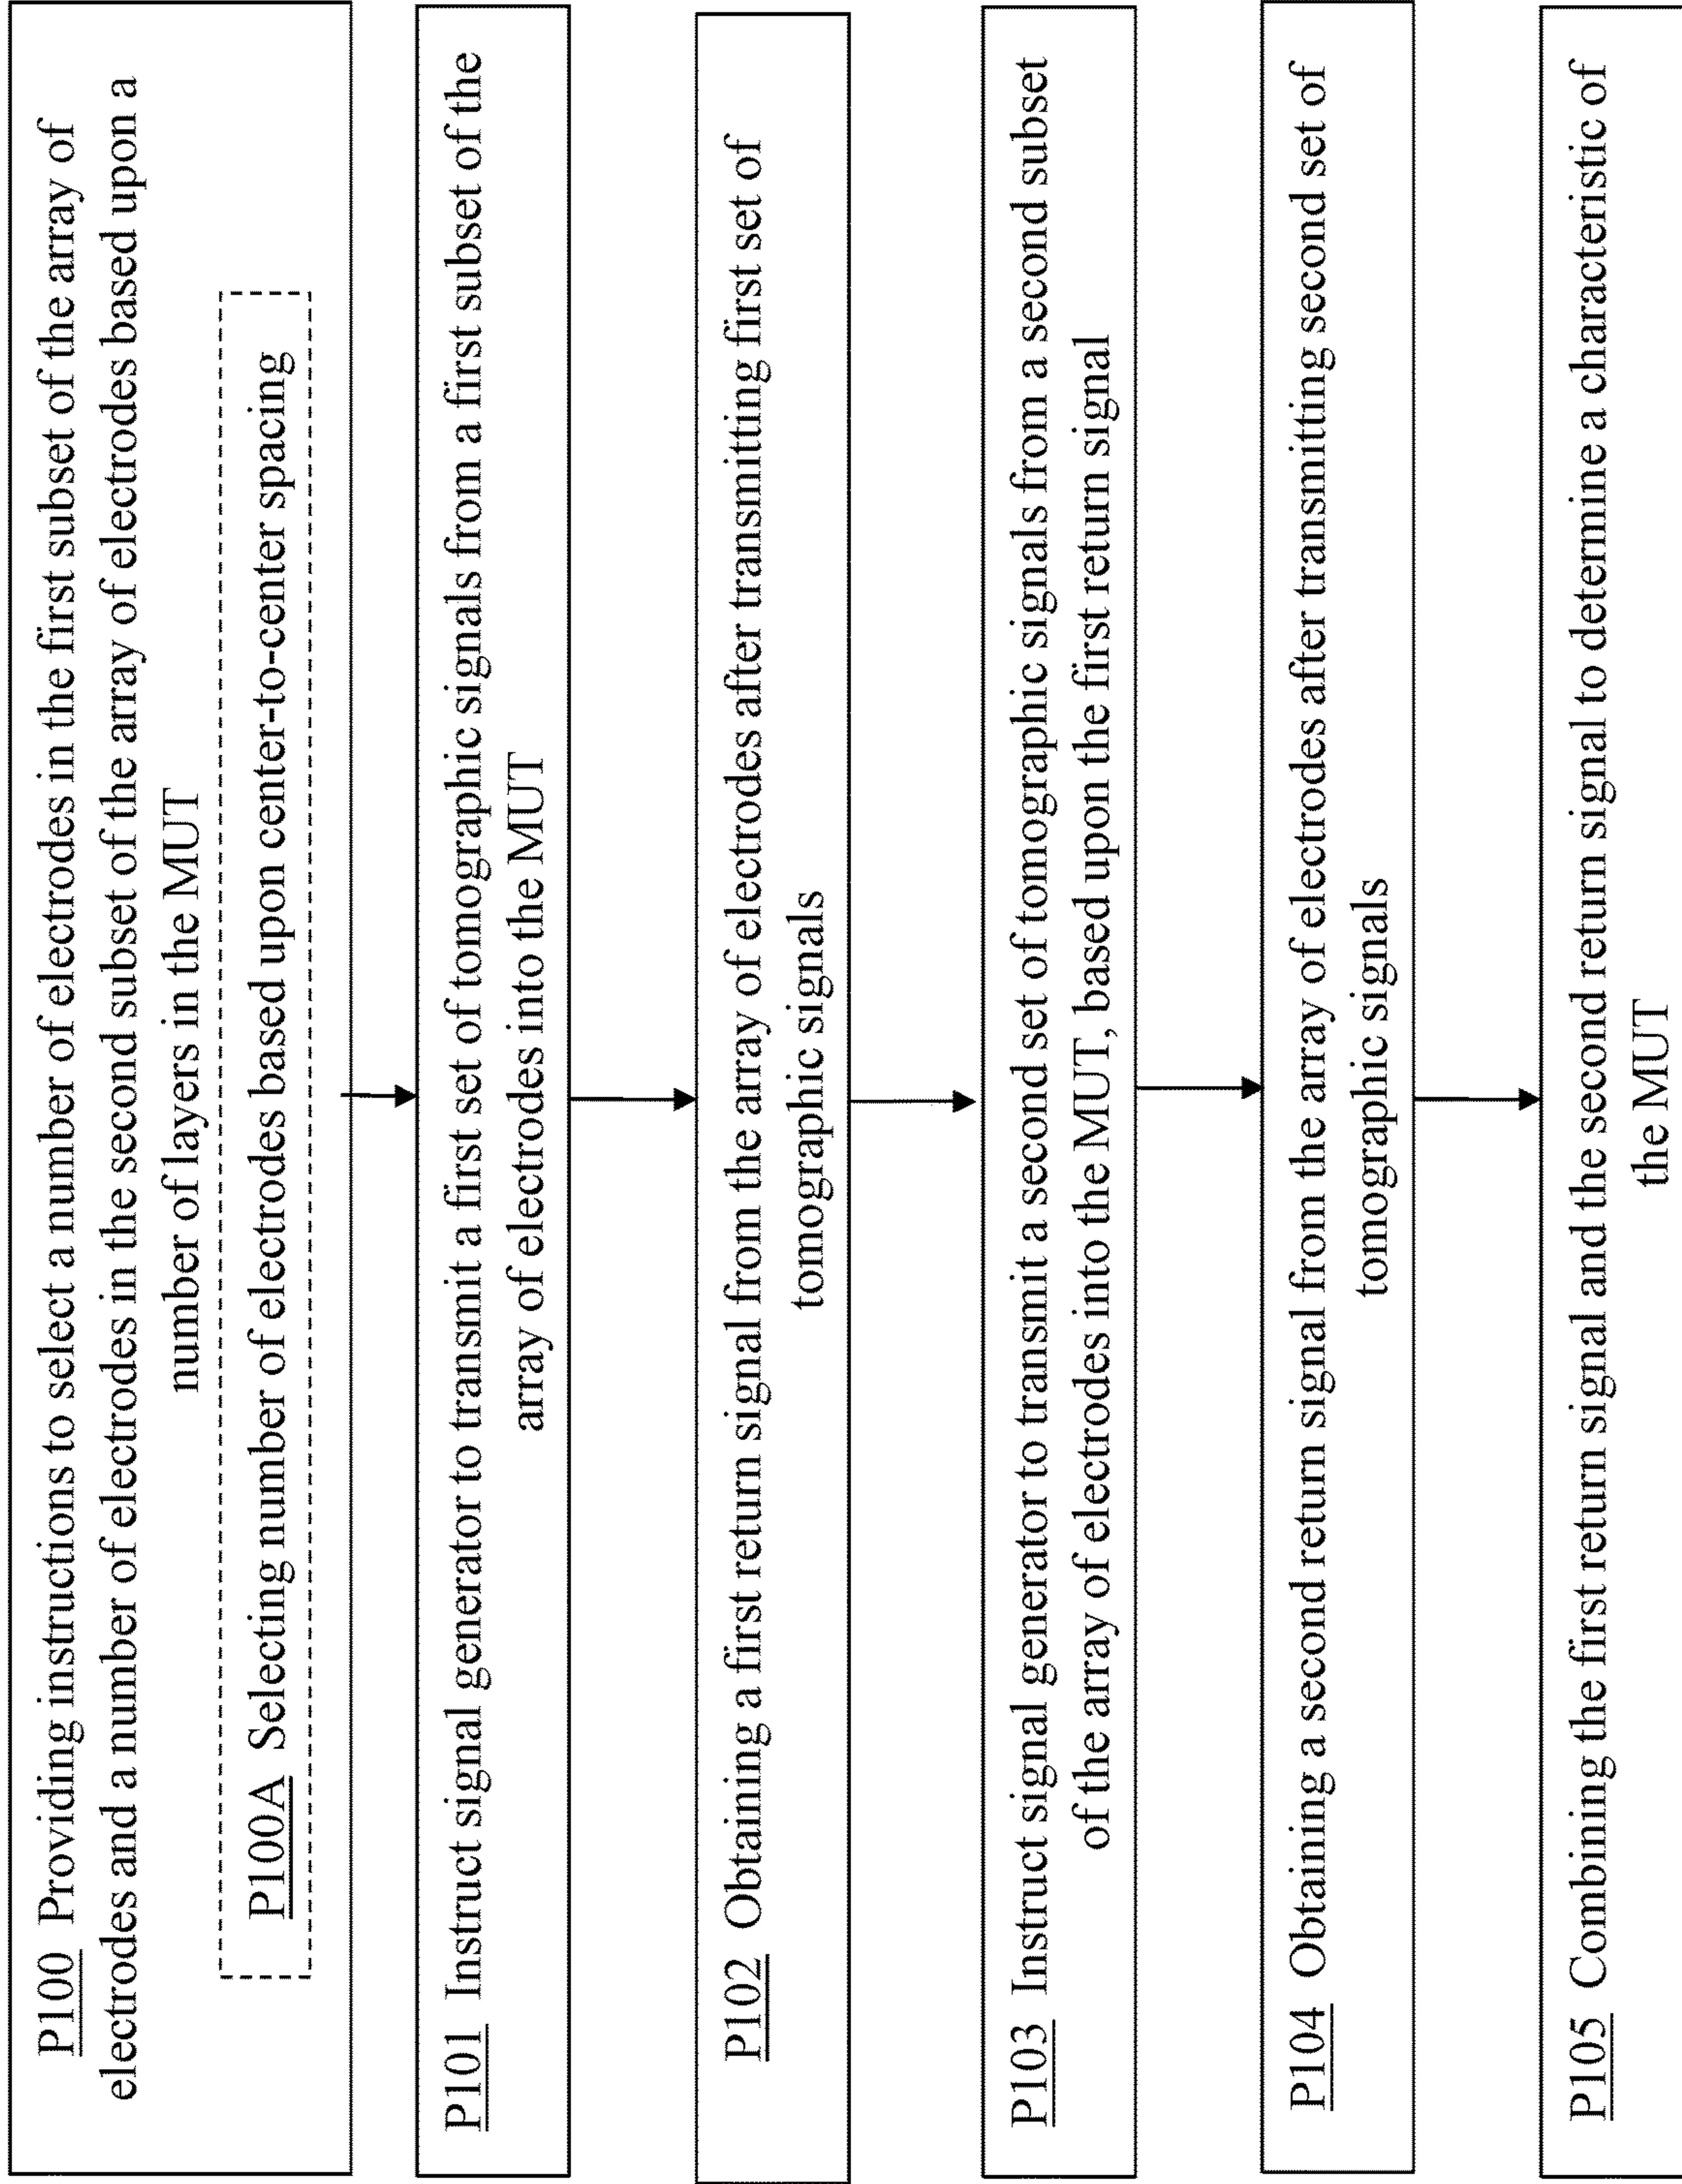 P100 Providing instructions to select a number of electrodes in the first subset of the array of
electrodes and a number of electrodes in the second subset of the array of electrodes based upon a
number of layers in the MUT
P100A Selecting number of electrodes based upon center-to-center spacing
P101 Instruct signal generator to transmit a first set of tomographic signals from a first subset of the
array of electrodes into the MUT
P102 Obtaining a first return signal from the array of electrodes after transmitting first set of
tomographic signals
P103 Instruct signal generator to transmit a second set of tomographic signals from a second subset
of the array of electrodes into the MUT, based upon the first return signal
P104 Obtaining a second return signal from the array of electrodes after transmitting second set of
tomographic signals
P105 Combining the first return signal and the second return signal to determine a characteristic of
the MUT